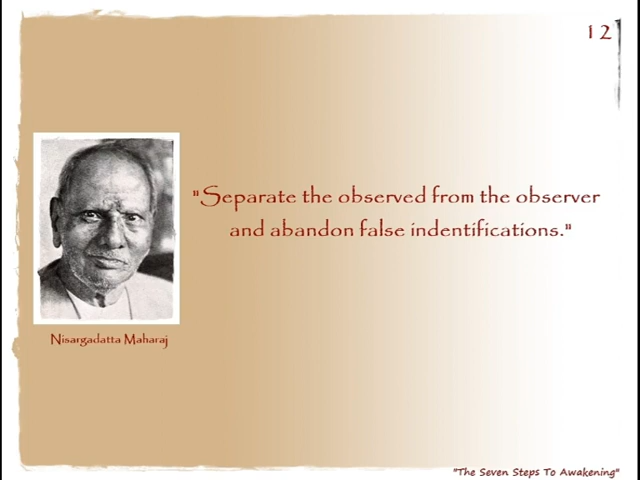 12
"Separate the observed from the observer
and abandon false indentifications."
Nisargadatta Maharaj
"The Seven Steps To Awakening"